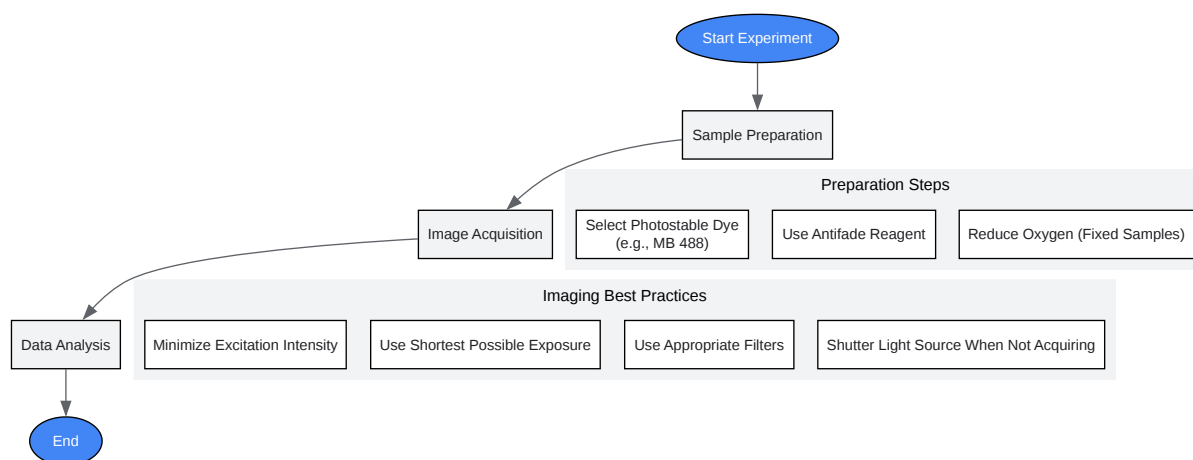 Start Experiment
Sample Preparation
Preparation Steps
Image Acquisition
Select Photostable Dye
(e.g., MB 488)
Use Antifade Reagent
Reduce Oxygen (Fixed Samples)
Imaging Best Practices
Data Analysis
Minimize Excitation Intensity
Use Shortest Possible Exposure
Use Appropriate Filters
Shutter Light Source When Not Acquiring
End